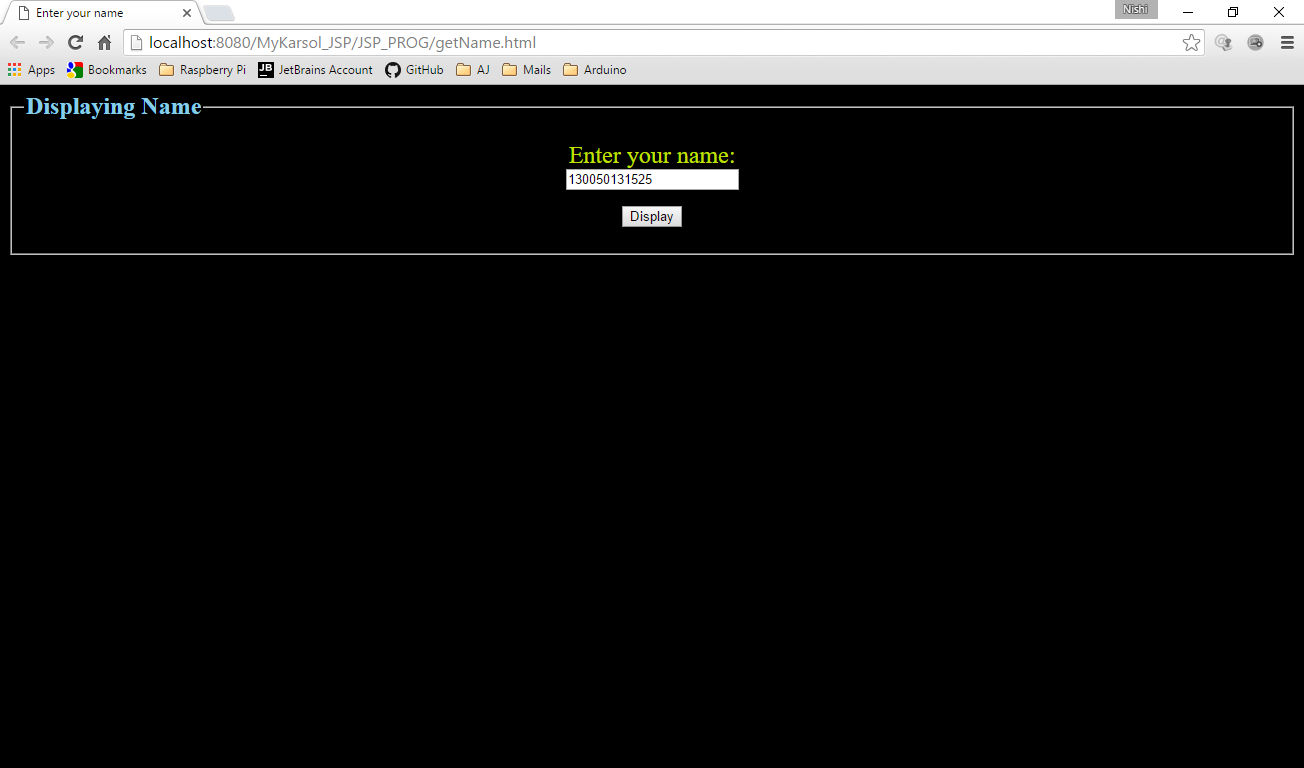 Enter your name
Nishi
localhost:8080/MyKarsol_JSP/JSP_PROG/getName.html
Apps Bookmarks Raspberry Pi JB JetBrains Account GitHub AJ Mails Arduino
Displaying Name
Enter your name:
130050131525
Display